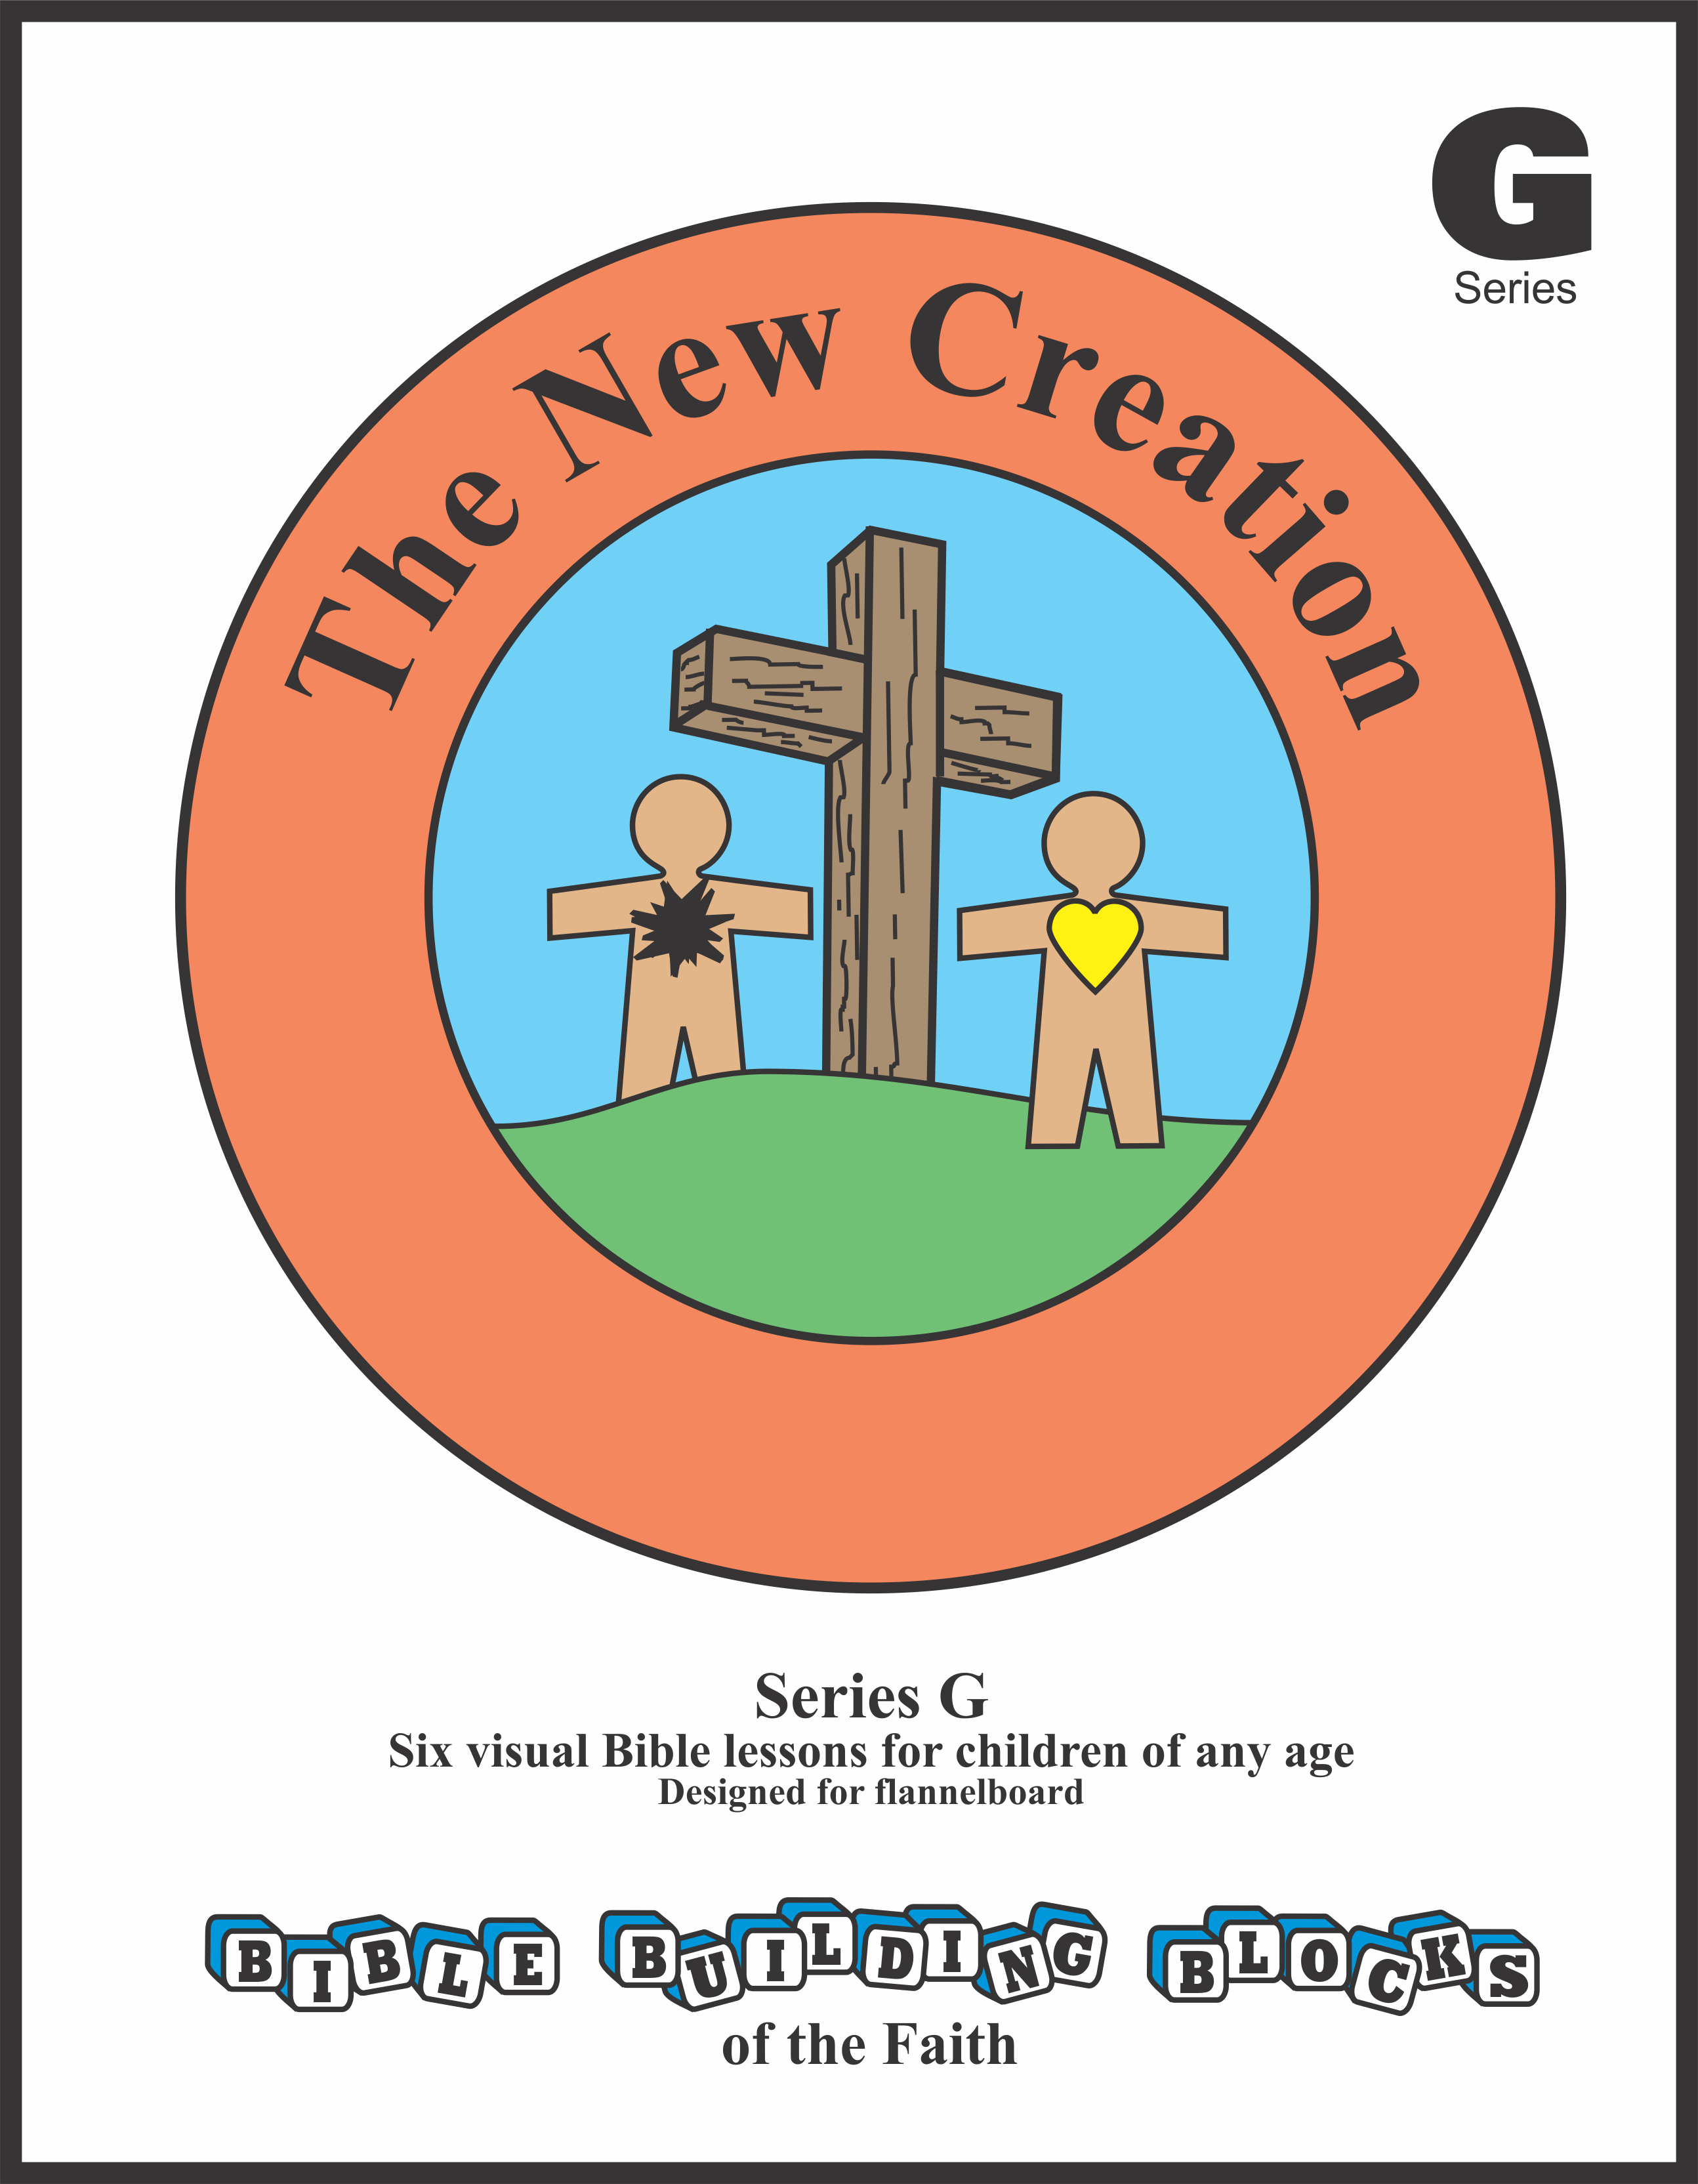 G
Series
The New Creation
Series G
Six visual Bible lessons for children of any age
Designed for flannelboard
BIBLE BUILDING BLOCKS
of the Faith